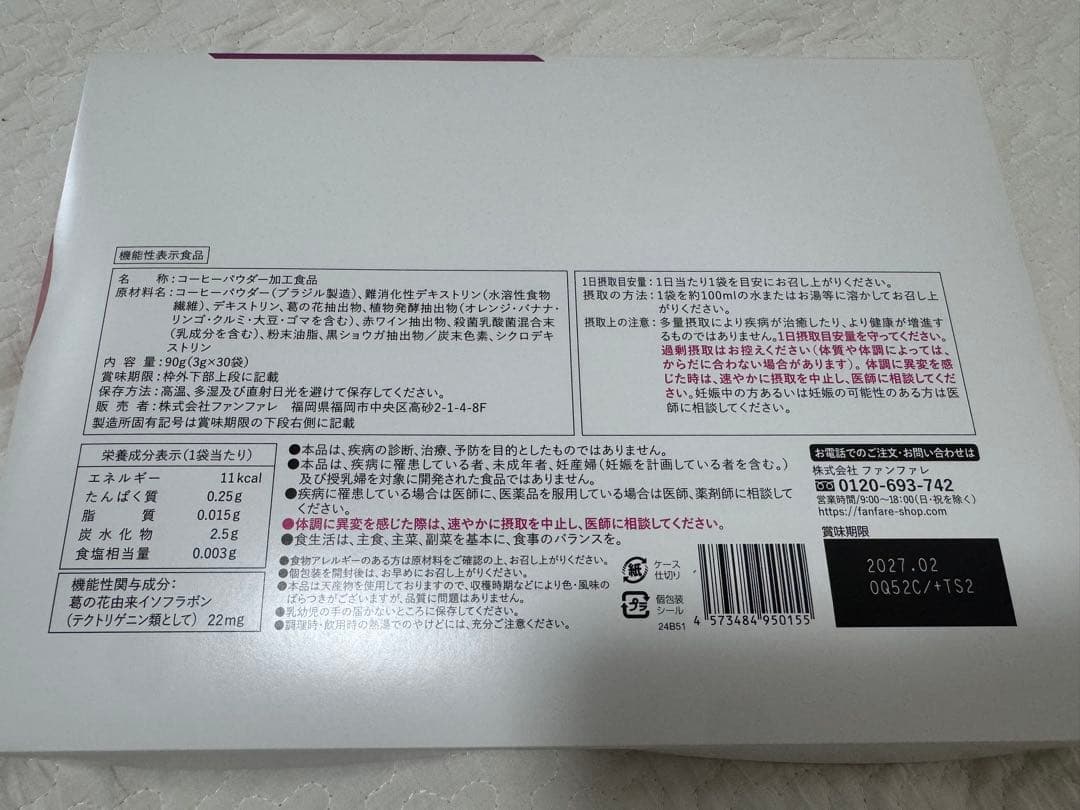 機能性表示食品
名　　称:コーヒーパウダー加工食品
原材料名:コーヒーパウダー(ブラジル製造)、難消化性デキストリン(水溶性食物
繊維)、デキストリン、葛の花抽出物、植物発酵抽出物(オレンジ・バナナ・
リンゴ・クルミ・大豆・ゴマを含む)、赤ワイン抽出物、殺菌乳酸菌混合末
(乳成分を含む)、粉末油脂、黒ショウガ抽出物/炭末色素、シクロデキ
ストリン
内 容 量:90g(3g×30袋)
賞味期限:枠外下部上段に記載
保存方法:高温、多湿及び直射日光を避けて保存してください。
販 売 者:株式会社ファンファレ　福岡県福岡市中央区高砂2-1-4-8F
製造所固有記号は賞味期限の下段右側に記載
1日摂取目安量:1日当たり1袋を目安にお召し上がりください。
摂取の方法:1袋を約100mlの水またはお湯等に溶かしてお召し上
がりください。
摂取上の注意:多量摂取により疾病が治癒したり、より健康が増進す
るものではありません。1日摂取目安量を守ってください。
過剰摂取はお控えください(体質や体調によっては、
からだに合わない場合があります)。体調に異変を感
じた時は、速やかに摂取を中止し、医師に相談してくだ
さい。妊娠中の方あるいは妊娠の可能性のある方は医
師に相談してください。
栄養成分表示(1袋当たり)
エネルギー 11kcal
たんぱく質 0.25g
脂　　質 0.015g
炭水化物 2.5g
食塩相当量 0.003g
機能性関与成分:
葛の花由来イソフラボン
(テクトリゲニン類として) 22mg
●本品は、疾病の診断、治療、予防を目的としたものではありません。
●本品は、疾病に罹患している者、未成年者、妊産婦(妊娠を計画している者を含む。)
及び授乳婦を対象に開発された食品ではありません。
●疾病に罹患している場合は医師に、医薬品を服用している場合は医師、薬剤師に相談して
ください。
●体調に異変を感じた際は、速やかに摂取を中止し、医師に相談してください。
●食生活は、主食、主菜、副菜を基本に、食事のバランスを。
●食物アレルギーのある方は原材料をご確認の上、お召し上がりください。
●個包装を開封後は、お早めにお召し上がりください。
●本品は天産物を使用しておりますので、収穫時期などにより色・風味の
ばらつきがございますが、品質に問題はありません。
●乳幼児の手の届かないところに保存してください。
●調理時・飲用時の熱湯でのやけどには、充分ご注意ください。
紙 ケース
仕切り
プラ 個包装
シール
24B51
4573484950155
お電話でのご注文・お問い合わせは
株式会社 ファンファレ
0120-693-742
営業時間/9:00〜18:00(日・祝を除く)
https://fanfare-shop.com
賞味期限
2027.02
0Q52C/+TS2